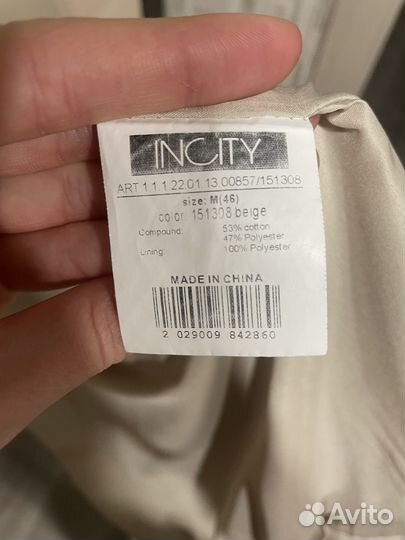 INCITY
ART 1.1.1.22.01.13.00857/151308
size: M(46)
color 151308 beige
Compound: 53% cotton
47% Polyester
Lining: 100% Polyester
MADE IN CHINA
2 029009 842860
Avito